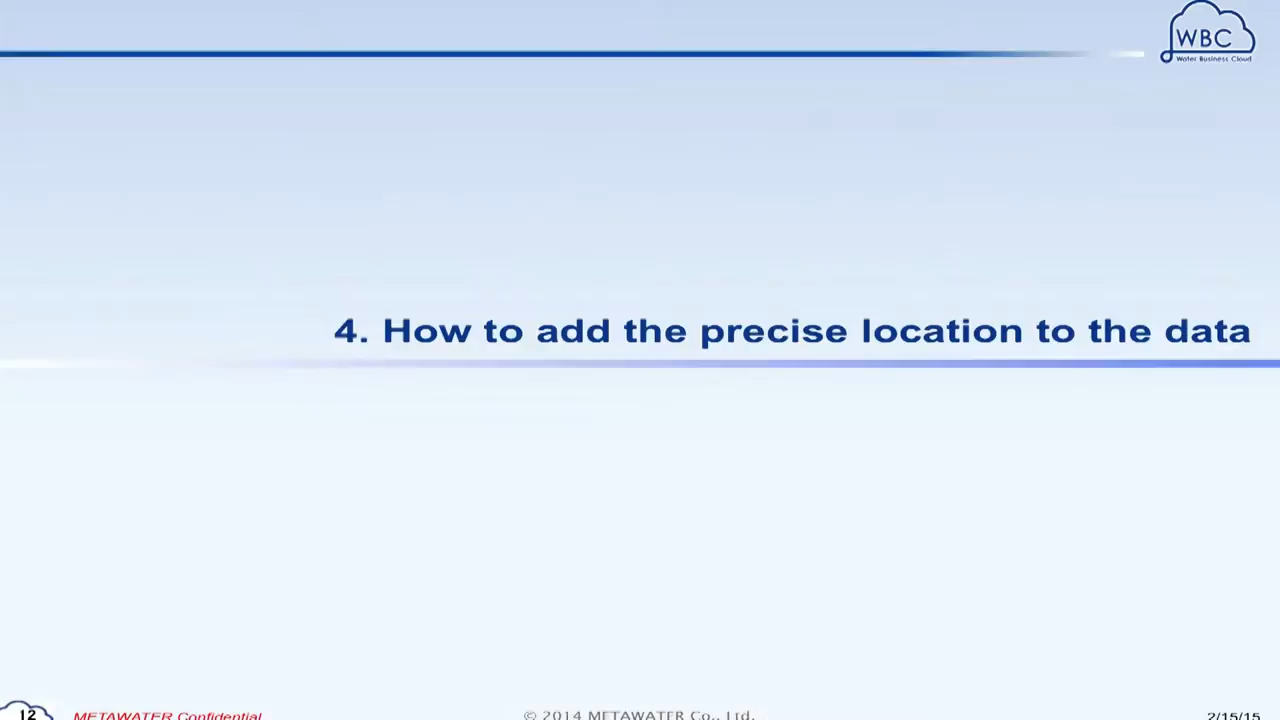 WBC
Water Business Cloud
4. How to add the precise location to the data
12
METAWATER Confidential
© 2014 METAWATER Co., Ltd.
2/15/15